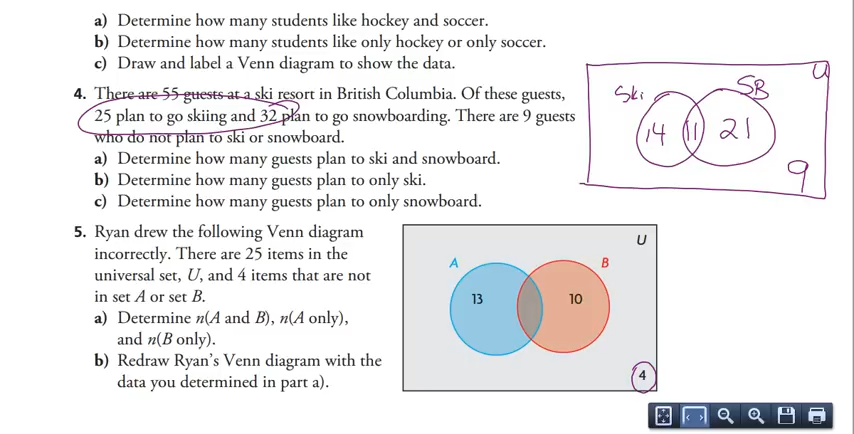 a) Determine how many students like hockey and soccer.
b) Determine how many students like only hockey or only soccer.
c) Draw and label a Venn diagram to show the data.
4. There are 55 guests at a ski resort in British Columbia. Of these guests,
25 plan to go skiing and 32 plan to go snowboarding. There are 9 guests
who do not plan to ski or snowboard.
a) Determine how many guests plan to ski and snowboard.
b) Determine how many guests plan to only ski.
c) Determine how many guests plan to only snowboard.
U
Ski SB
14 11 21
9
5. Ryan drew the following Venn diagram
incorrectly. There are 25 items in the
universal set, U, and 4 items that are not
in set A or set B.
a) Determine n(A and B), n(A only),
and n(B only).
b) Redraw Ryan's Venn diagram with the
data you determined in part a).
U
A B
13 10
4